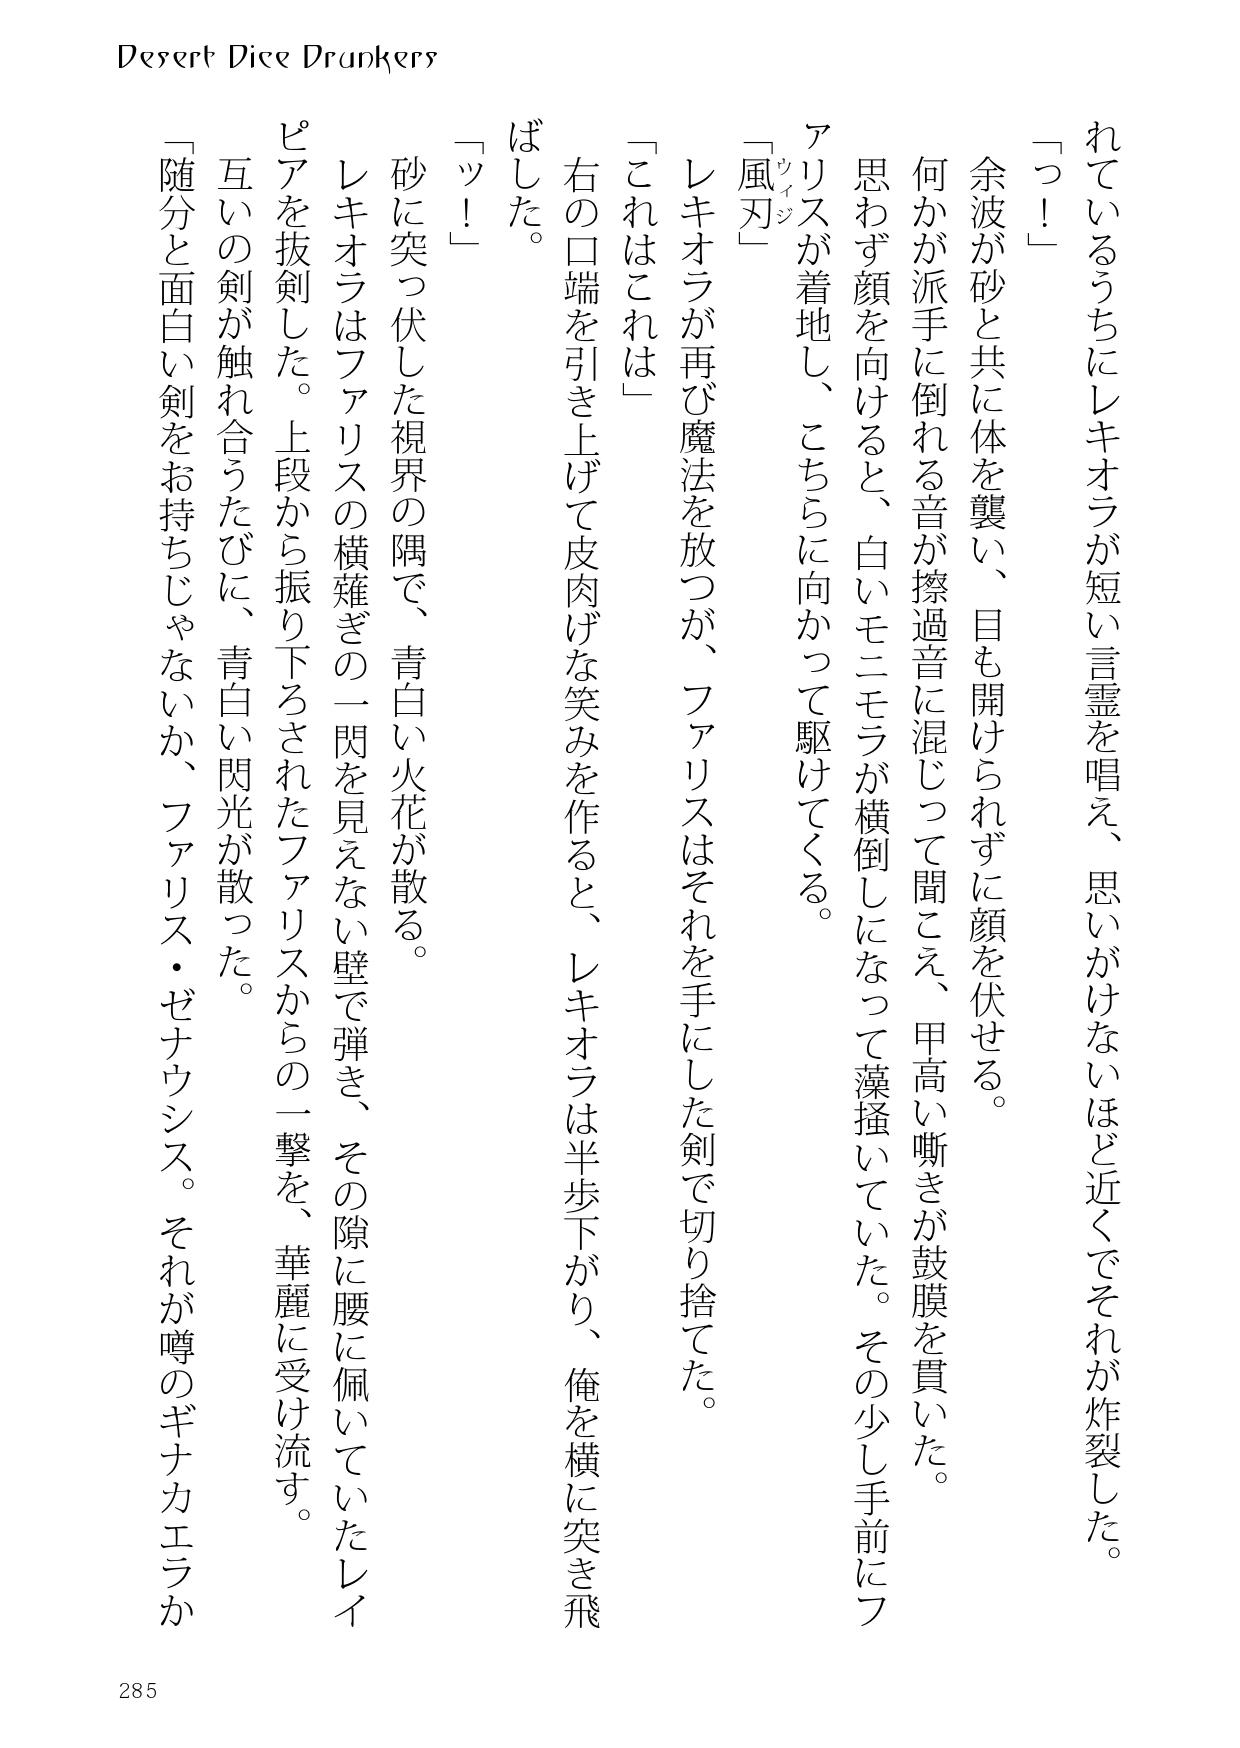 Desert Dice Drunkers
れているうちにレキオラが短い言霊を唱え、思いがけないほど近くでそれが炸裂した。
「っ！」
余波が砂と共に体を襲い、目も開けられずに顔を伏せる。
何かが派手に倒れる音が擦過音に混じって聞こえ、甲高い嘶きが鼓膜を貫いた。
思わず顔を向けると、白いモニモラが横倒しになって藻掻いていた。その少し手前にフ
ァリスが着地し、こちらに向かって駆けてくる。
「風刃」
ウィジ
レキオラが再び魔法を放つが、ファリスはそれを手にした剣で切り捨てた。
「これはこれは」
右の口端を引き上げて皮肉げな笑みを作ると、レキオラは半歩下がり、俺を横に突き飛
ばした。
「ッ！」
砂に突っ伏した視界の隅で、青白い火花が散る。
レキオラはファリスの横薙ぎの一閃を見えない壁で弾き、その隙に腰に佩いていたレイ
ピアを抜剣した。上段から振り下ろされたファリスからの一撃を、華麗に受け流す。
互いの剣が触れ合うたびに、青白い閃光が散った。
「随分と面白い剣をお持ちじゃないか、ファリス・ゼナウシス。それが噂のギナカエラか
285